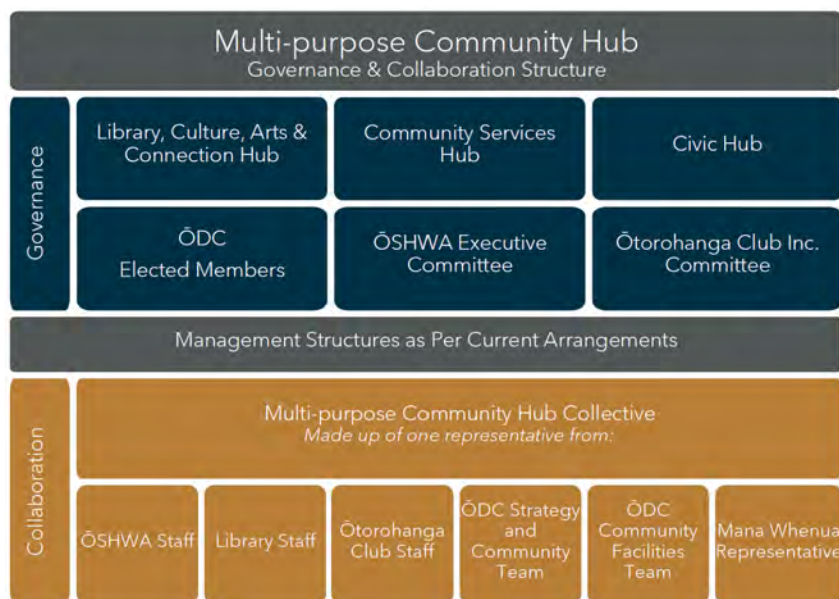 Multi-purpose Community Hub
Governance & Collaboration Structure
Governance
Library, Culture, Arts &
Connection Hub
Community Services
Hub
Civic Hub
ŌDC
Elected Members
ŌSHWA Executive
Committee
Ōtorohanga Club Inc.
Committee
Management Structures as Per Current Arrangements
Collaboration
Multi-purpose Community Hub Collective
Made up of one representative from:
ŌSHWA Staff
Library Staff
Ōtorohanga
Club Staff
ŌDC Strategy
and
Community
Team
ŌDC
Community
Facilities
Team
Mana Whenua
Representative